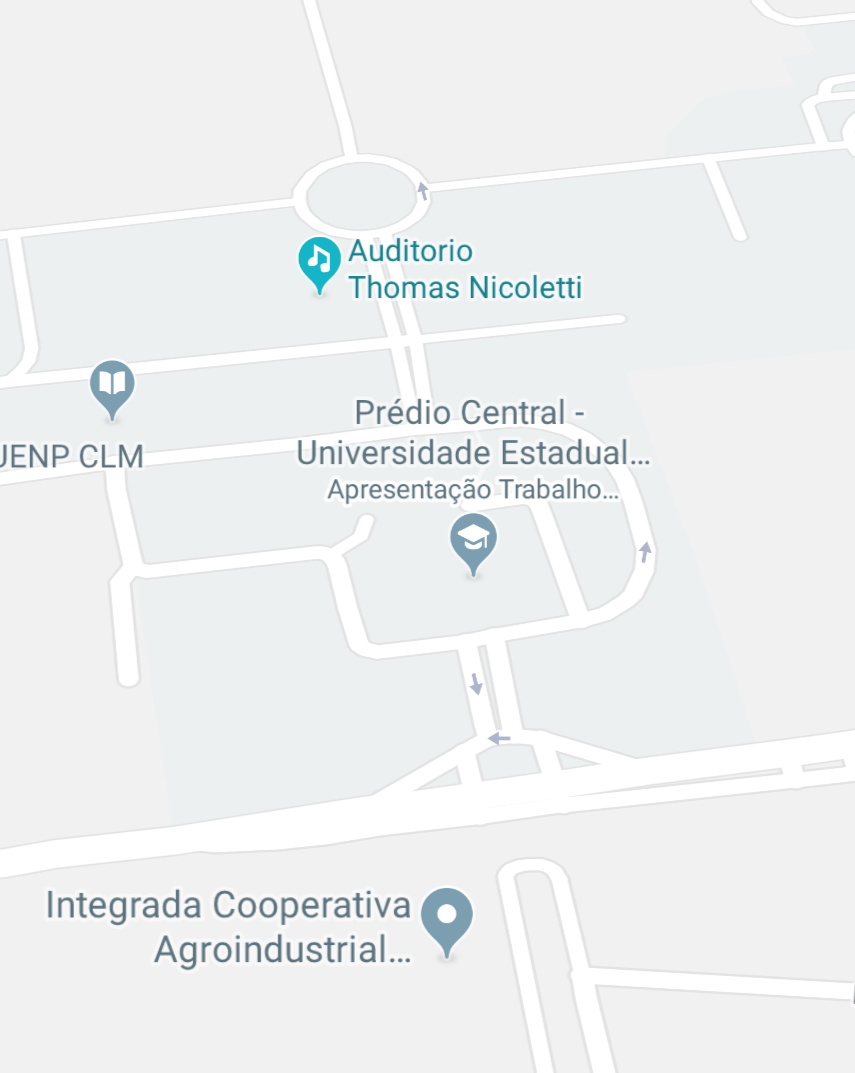 Auditorio
Thomas Nicoletti
Prédio Central -
Universidade Estadual...
Apresentação Trabalho...
UENP CLM
Integrada Cooperativa
Agroindustrial...